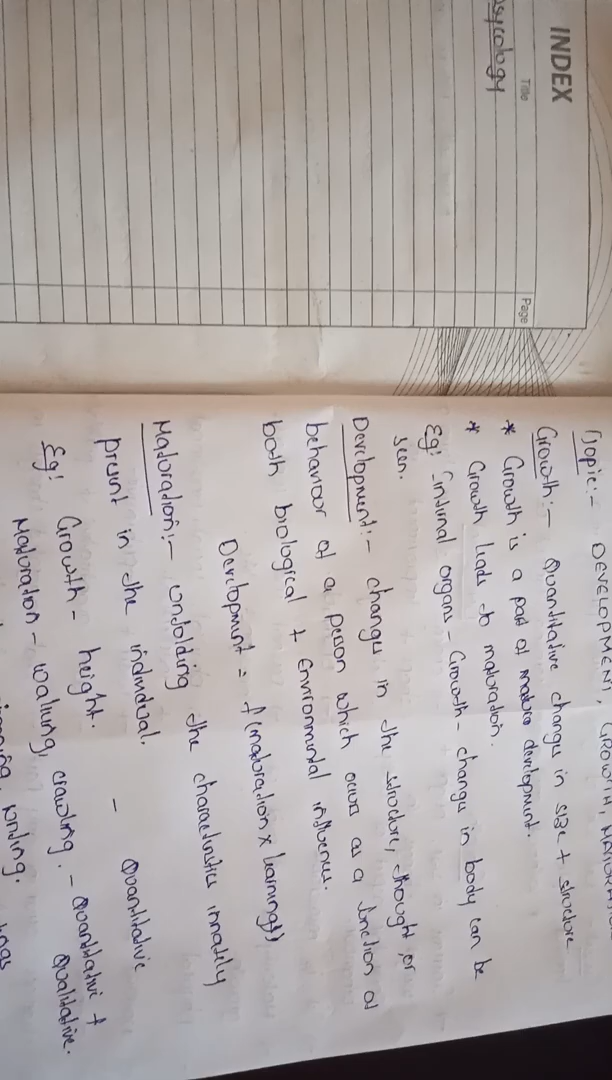 INDEX
Title
Page
sycology
Topic:- DEVELOPMENT, GROWTH,
Growth:- Quantitative changes in size + structure
* Growth is a part of development.
* Growth leads to maturation.
Eg: Internal organs - Growth - changes in body can be
seen.
Development:- changes in the structure, thought or
behaviour of a person which occurs as a function of
both biological + Environmental influences.
Development = f(maturation x learning)
Maturation:- unfolding the characteristics innately
present in the individual.
Eg: Growth - height. - Quantitative
Maturation - walking, crawling. - Quantitative +
Qualitative.